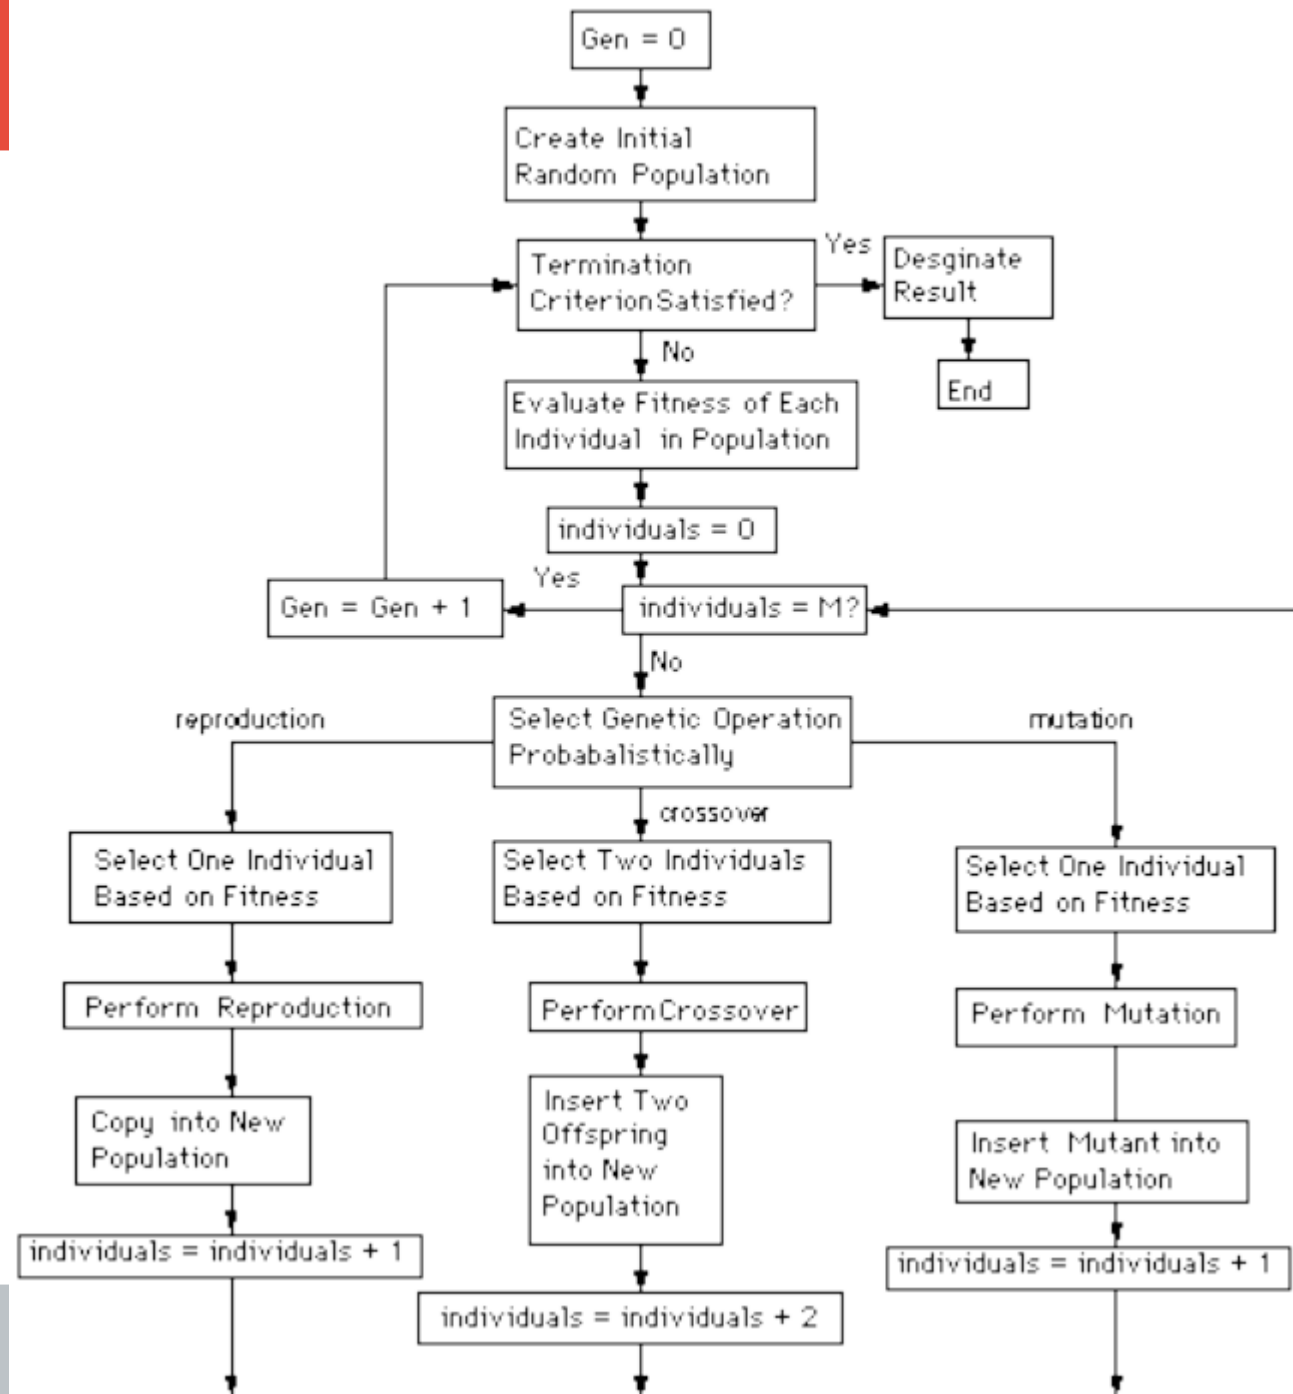 Gen = 0
Create Initial
Random Population
Termination
Criterion Satisfied?
Yes
Desginate
Result
End
No
Evaluate Fitness of Each
Individual in Population
individuals = 0
Yes
Gen = Gen + 1
individuals = M?
No
Select Genetic Operation
Probabalistically
reproduction
crossover
mutation
Select One Individual
Based on Fitness
Perform Reproduction
Copy into New
Population
individuals = individuals + 1
Select Two Individuals
Based on Fitness
Perform Crossover
Insert Two
Offspring
into New
Population
individuals = individuals + 2
Select One Individual
Based on Fitness
Perform Mutation
Insert Mutant into
New Population
individuals = individuals + 1